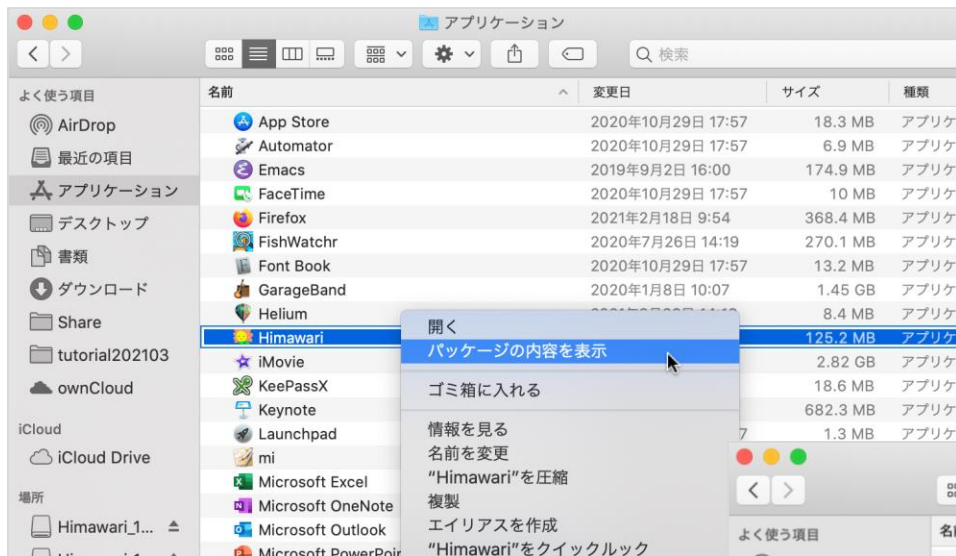 アプリケーション
検索
よく使う項目
AirDrop
最近の項目
アプリケーション
デスクトップ
書類
ダウンロード
Share
tutorial202103
ownCloud
iCloud
iCloud Drive
場所
Himawari_1...
名前 変更日 サイズ 種類
App Store 2020年10月29日 17:57 18.3 MB アプリケ
Automator 2020年10月29日 17:57 6.9 MB アプリケ
Emacs 2019年9月2日 16:00 174.9 MB アプリケ
FaceTime 2020年10月29日 17:57 10 MB アプリケ
Firefox 2021年2月18日 9:54 368.4 MB アプリケ
FishWatchr 2020年7月26日 14:19 270.1 MB アプリケ
Font Book 2020年10月29日 17:57 13.2 MB アプリケ
GarageBand 2020年1月8日 10:07 1.45 GB アプリケ
Helium 8.4 MB アプリケ
Himawari 125.2 MB アプリケ
iMovie 2.82 GB アプリケ
KeePassX 18.6 MB アプリケ
Keynote 682.3 MB アプリケ
Launchpad 7 1.3 MB アプリケ
mi
Microsoft Excel
Microsoft OneNote
Microsoft Outlook
Microsoft PowerPoin
開く
パッケージの内容を表示
ゴミ箱に入れる
情報を見る
名前を変更
“Himawari”を圧縮
複製
エイリアスを作成
“Himawari”をクイックルック
よく使う項目